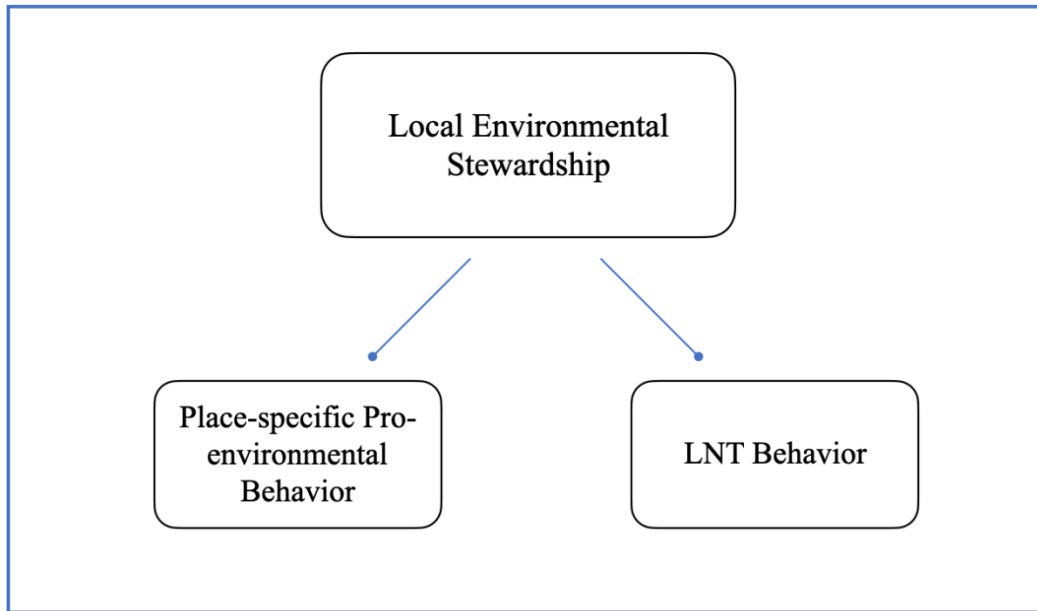 Local Environmental
Stewardship
Place-specific Pro-
environmental
Behavior
LNT Behavior